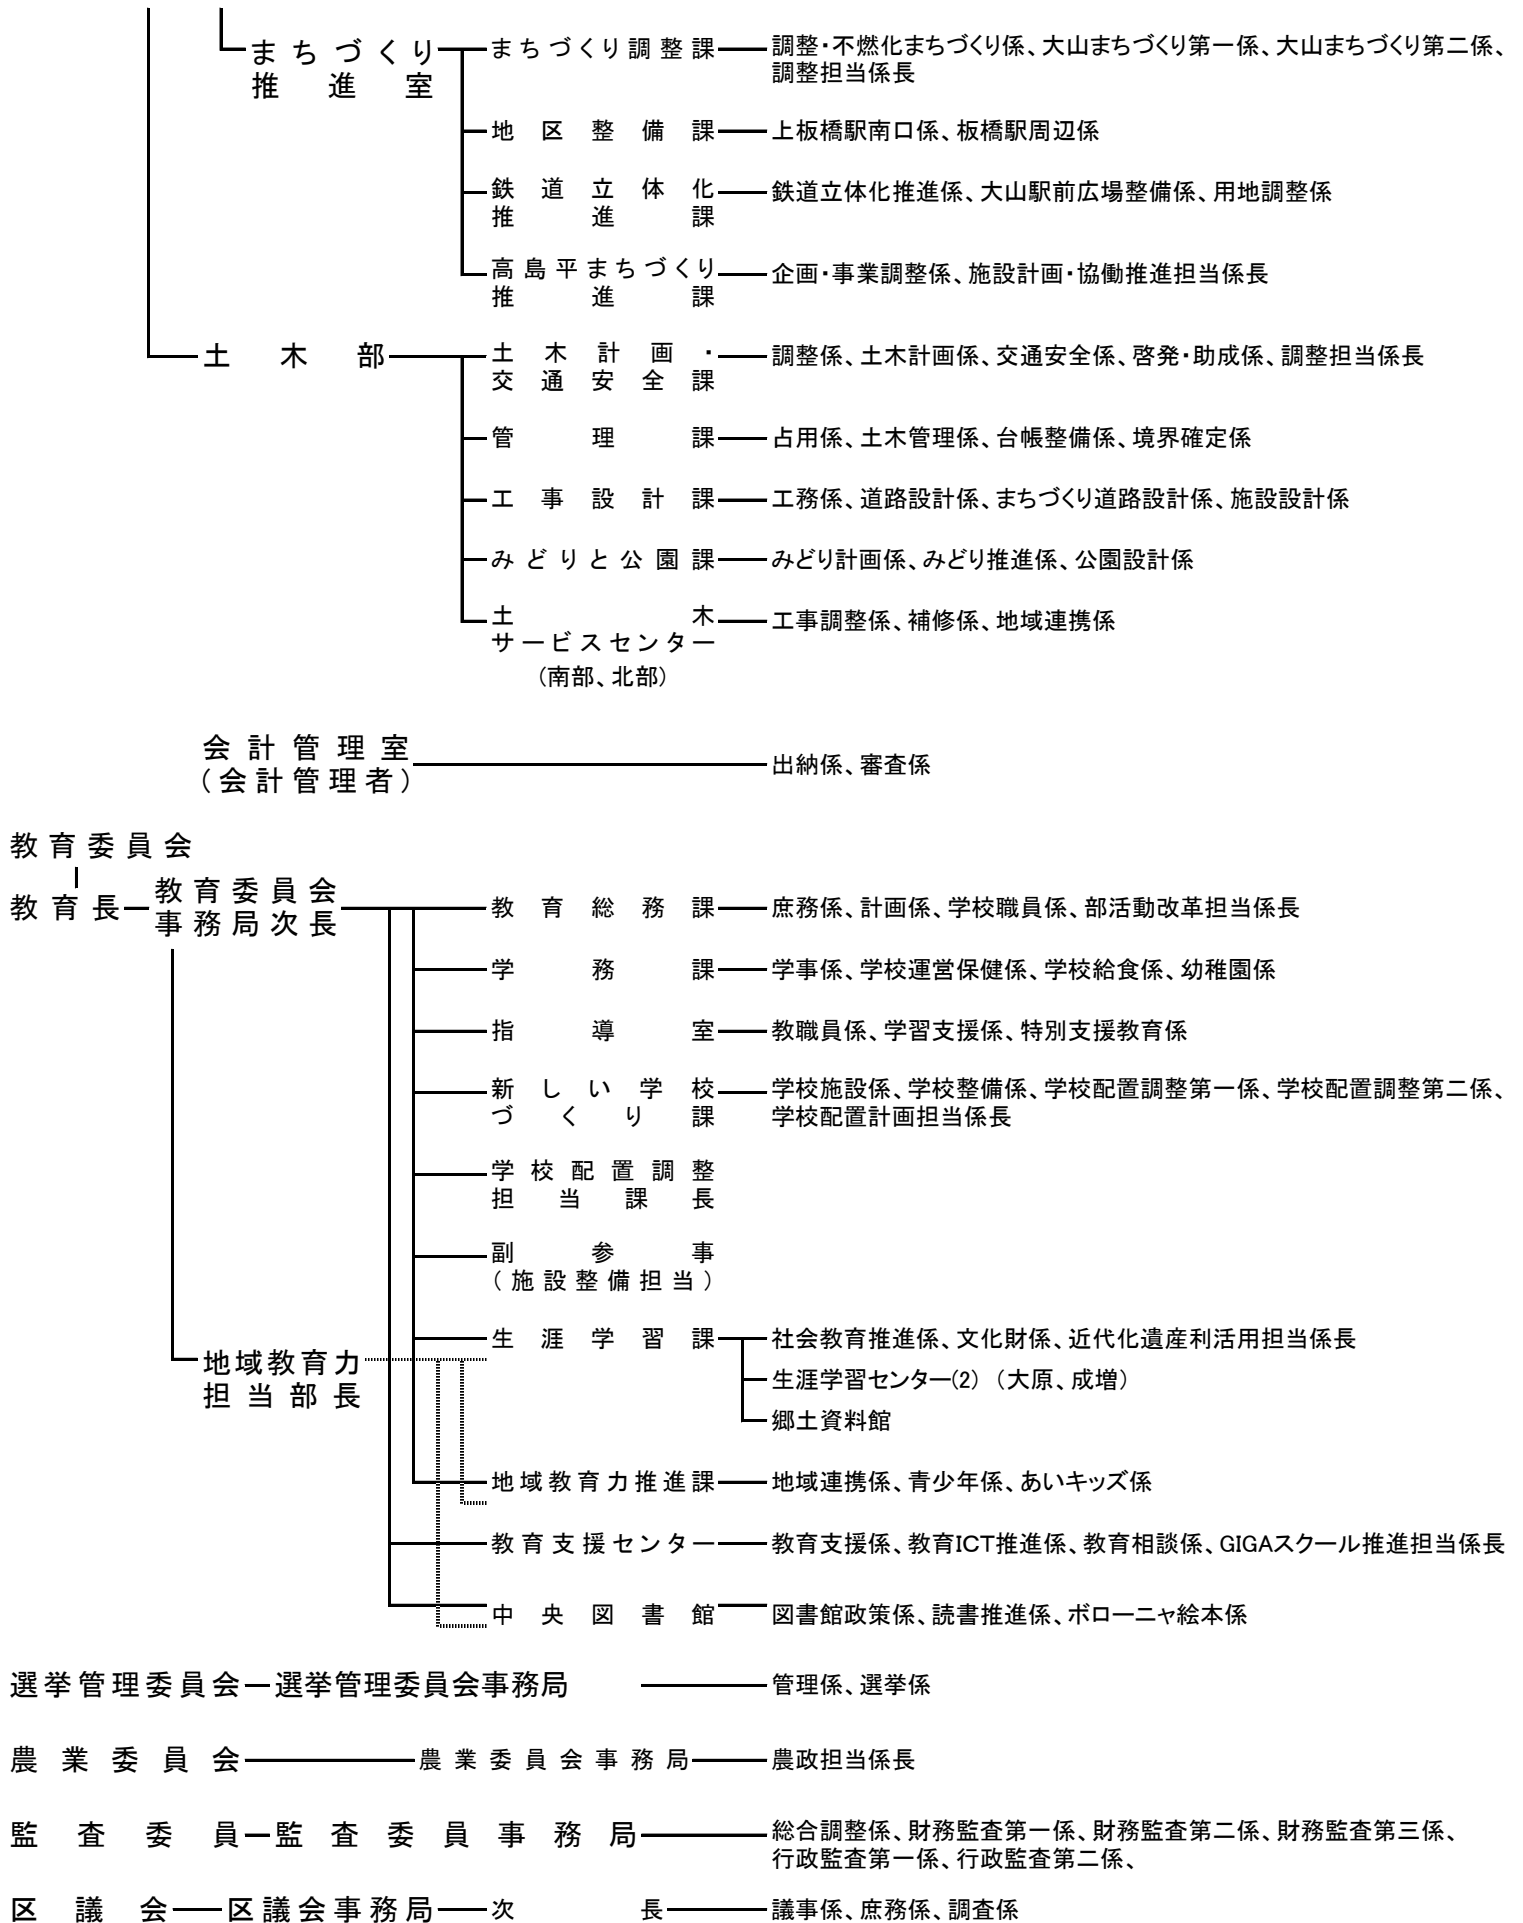 まちづくり推進室
まちづくり調整課
調整・不燃化まちづくり係、大山まちづくり第一係、大山まちづくり第二係、
調整担当係長
地区整備課
上板橋駅南口係、板橋駅周辺係
鉄道立体化
推進課
鉄道立体化推進係、大山駅前広場整備係、用地調整係
高島平まちづくり
推進課
企画・事業調整係、施設計画・協働推進担当係長
土木部
土木計画・
交通安全課
調整係、土木計画係、交通安全係、啓発・助成係、調整担当係長
管理課
占用係、土木管理係、台帳整備係、境界確定係
工事設計課
工務係、道路設計係、まちづくり道路設計係、施設設計係
みどりと公園課
みどり計画係、みどり推進係、公園設計係
土木
サービスセンター
(南部、北部)
工事調整係、補修係、地域連携係
会計管理室
(会計管理者)
出納係、審査係
教育委員会
教育長
教育委員会
事務局次長
教育総務課
庶務係、計画係、学校職員係、部活動改革担当係長
学務課
学事係、学校運営保健係、学校給食係、幼稚園係
指導室
教職員係、学習支援係、特別支援教育係
新しい学校
づくり課
学校施設係、学校整備係、学校配置調整第一係、学校配置調整第二係、
学校配置計画担当係長
学校配置調整
担当課長
副参事
(施設整備担当)
地域教育力
担当部長
生涯学習課
社会教育推進係、文化財係、近代化遺産利活用担当係長
生涯学習センター(2) (大原、成増)
郷土資料館
地域教育力推進課
地域連携係、青少年係、あいキッズ係
教育支援センター
教育支援係、教育ICT推進係、教育相談係、GIGAスクール推進担当係長
中央図書館
図書館政策係、読書推進係、ボローニャ絵本係
選挙管理委員会
選挙管理委員会事務局
管理係、選挙係
農業委員会
農業委員会事務局
農政担当係長
監査委員
監査委員事務局
総合調整係、財務監査第一係、財務監査第二係、財務監査第三係、
行政監査第一係、行政監査第二係、
区議会
区議会事務局
次長
議事係、庶務係、調査係